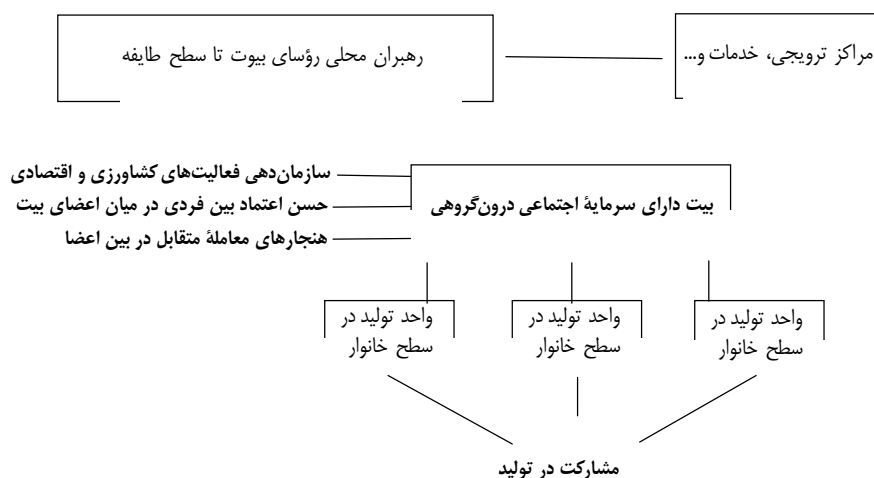 مراکز ترویجی، خدمات و...
رهبران محلی رؤسای بیوت تا سطح طایفه
بیت دارای سرمایۀ اجتماعی درون‌گروهی
سازمان‌دهی فعالیت‌های کشاورزی و اقتصادی
حسن اعتماد بین فردی در میان اعضای بیت
هنجارهای معاملۀ متقابل در بین اعضا
واحد تولید در
سطح خانوار
واحد تولید در
سطح خانوار
واحد تولید در
سطح خانوار
مشارکت در تولید